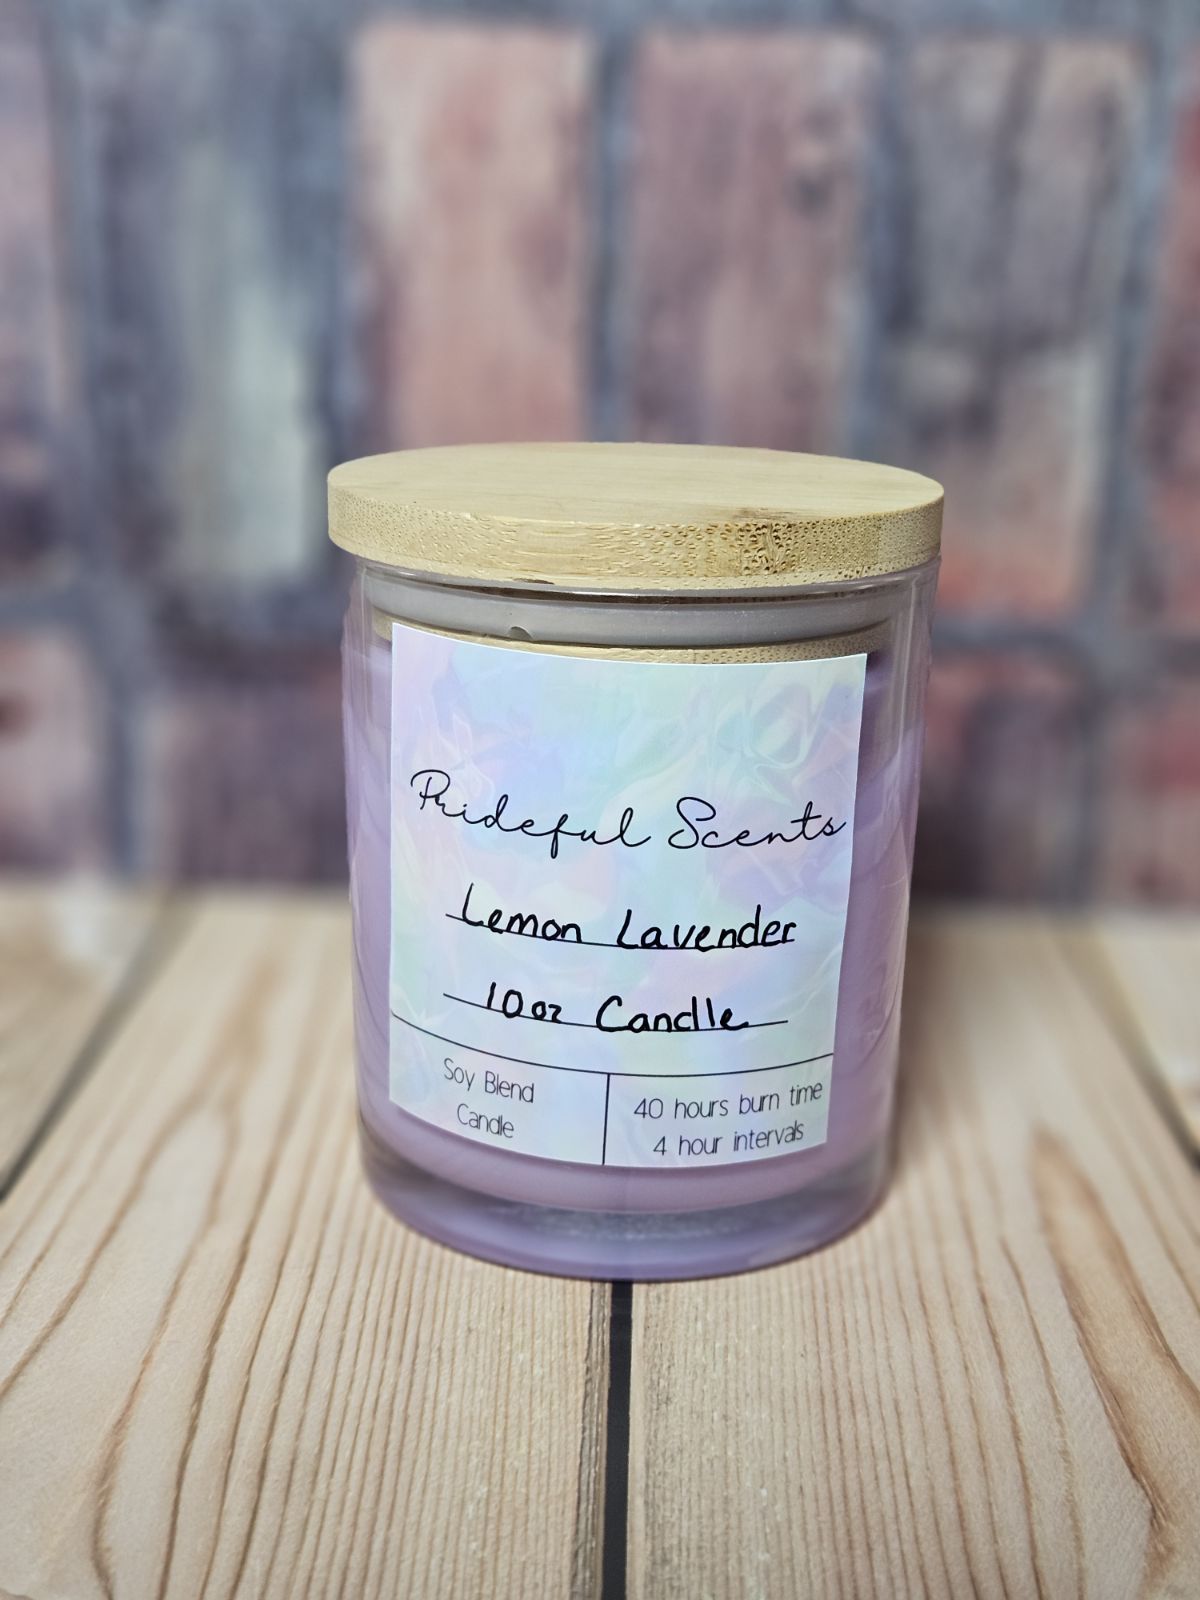 Prideful Scents
Lemon Lavender
10oz Candle
Soy Blend
Candle
40 hours burn time
4 hour intervals